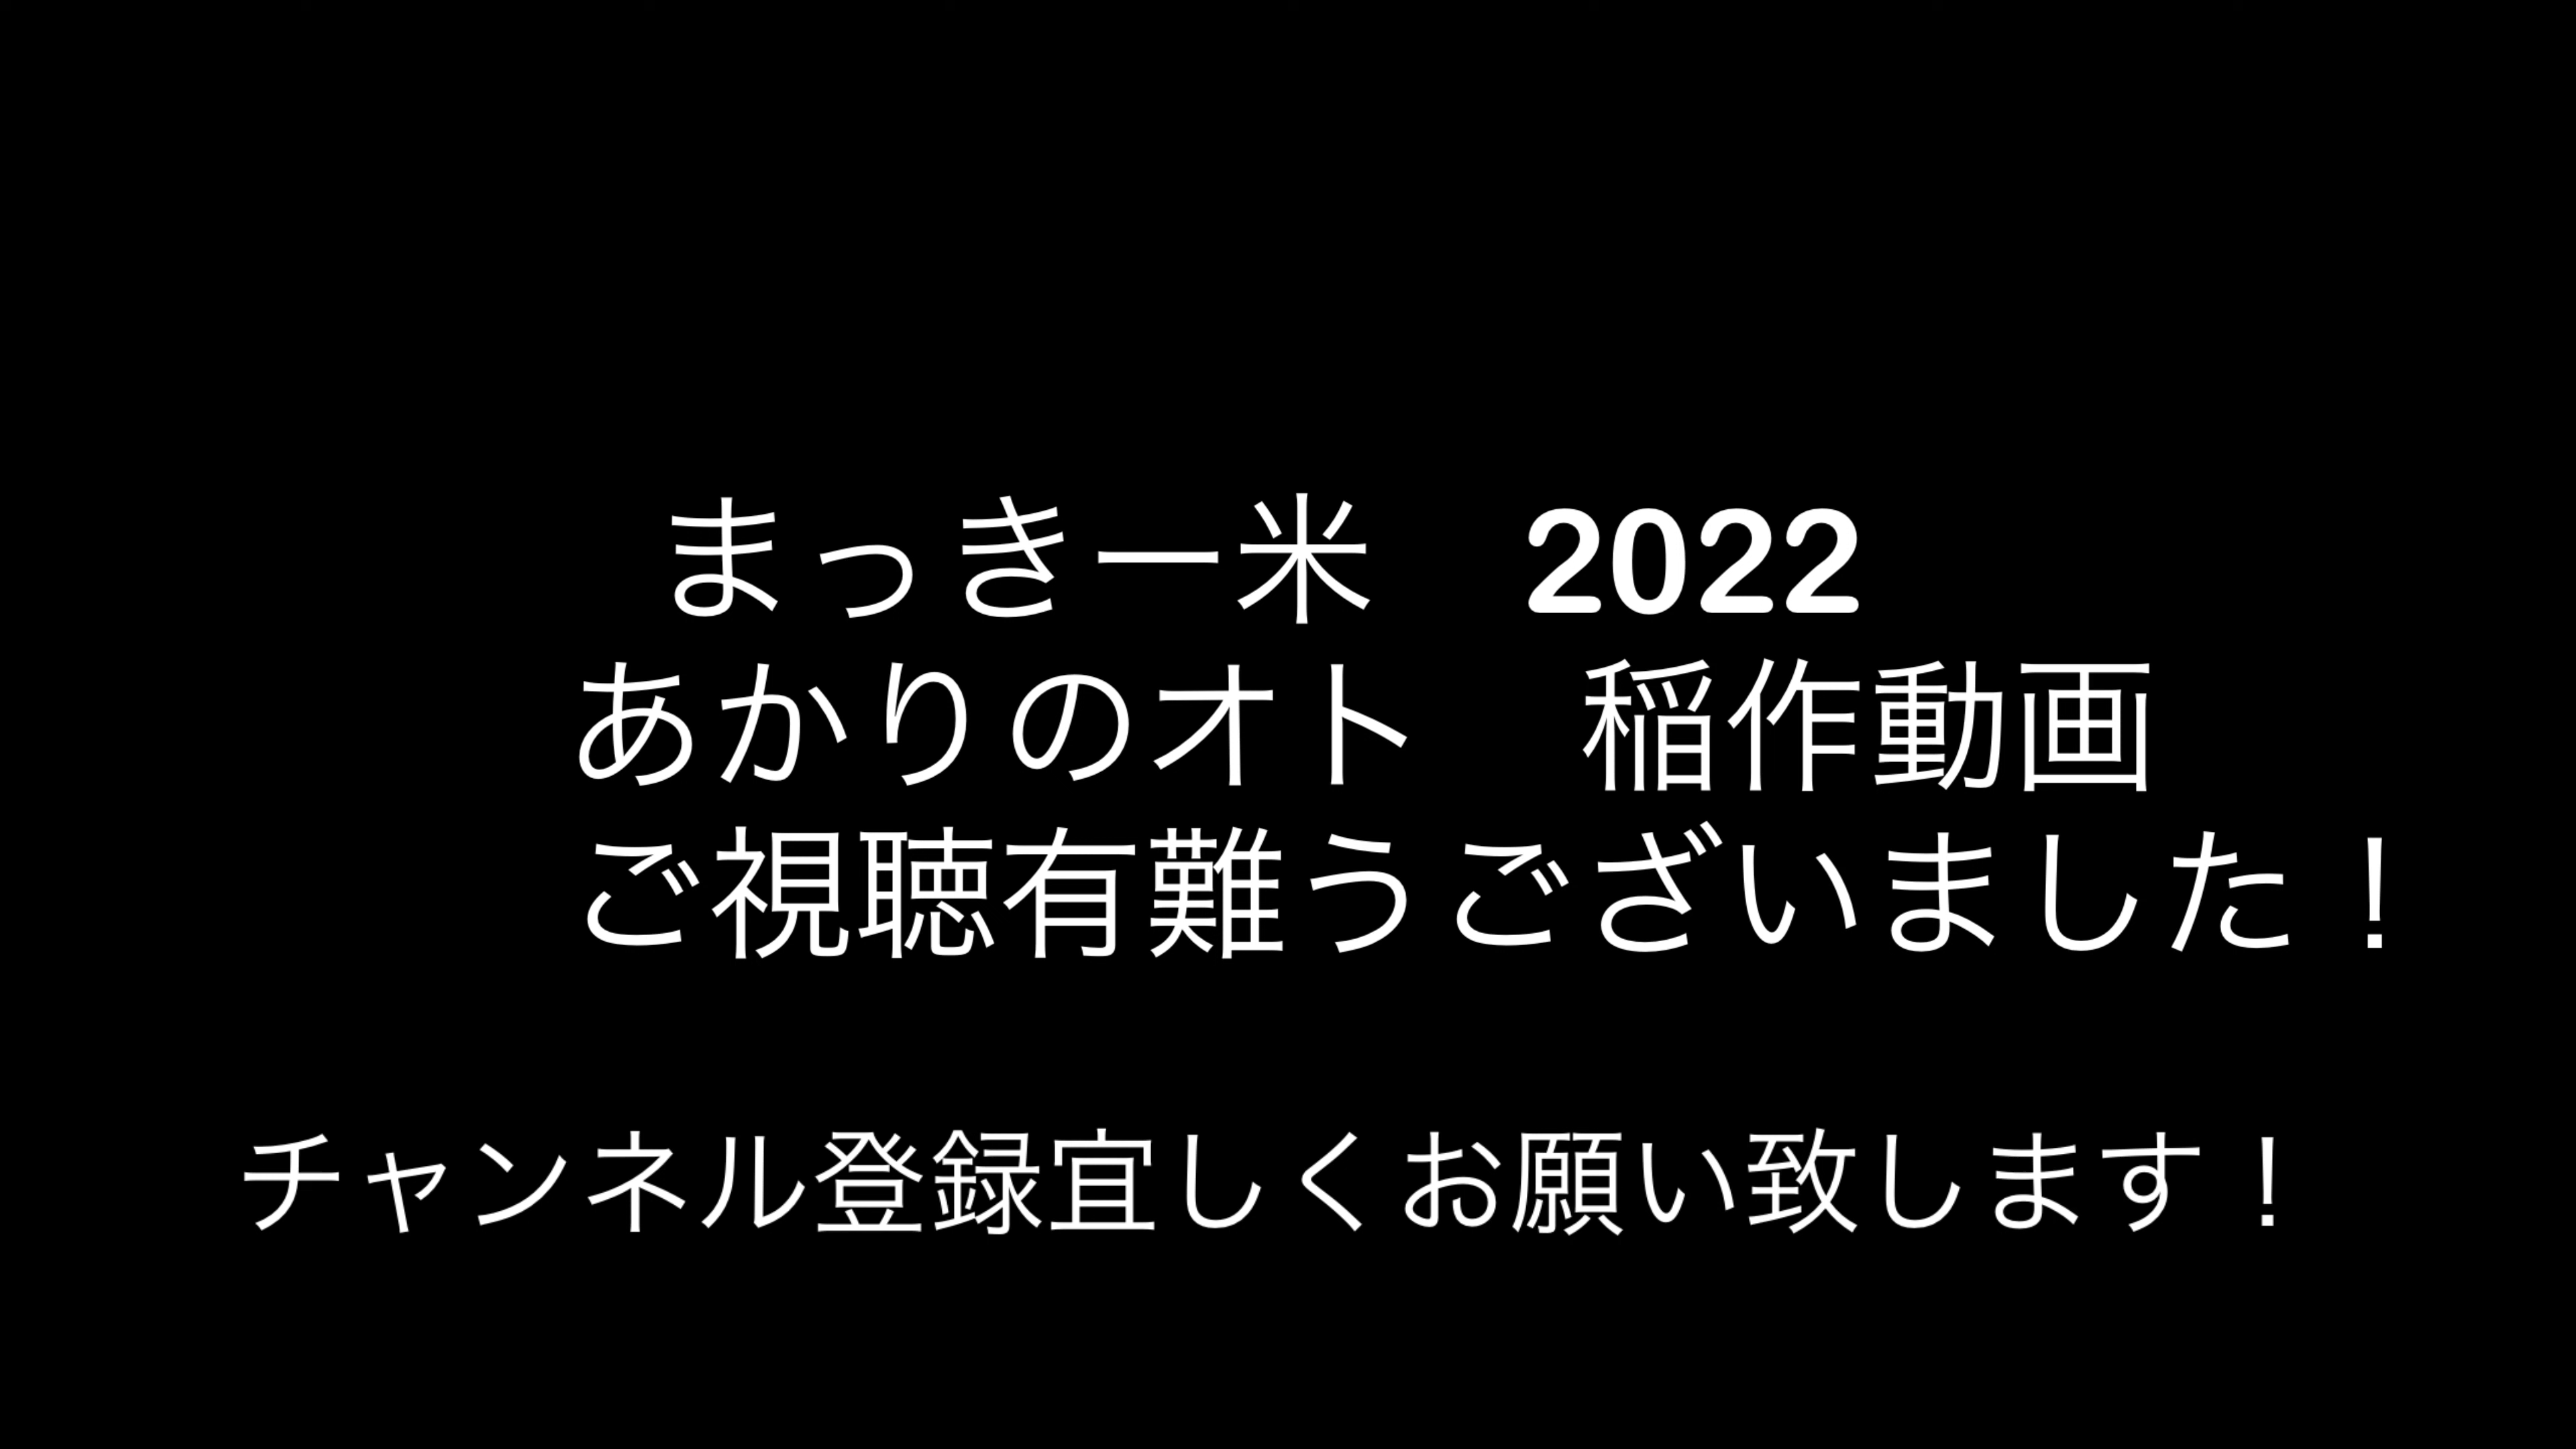 まっきー米　2022
あかりのオト　稲作動画
ご視聴有難うございました！
チャンネル登録宜しくお願い致します！